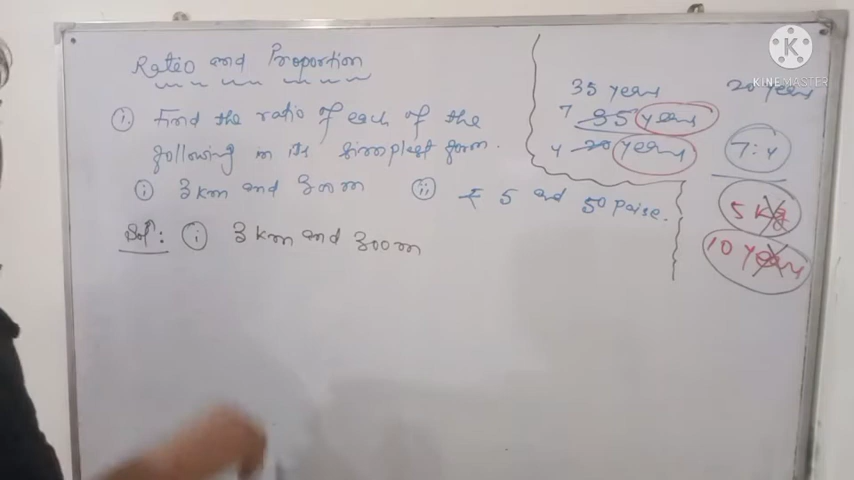 Ratio and Proportion
1. Find the ratio of each of the
following in its simplest form.
i 3 km and 300 m ii ₹ 5 and 50 Paise.
Sol: i 3 km and 300 m
35 years 20 years
7 35 years
4 20 years
7:4
5 kg
10 years
K
KINEMASTER